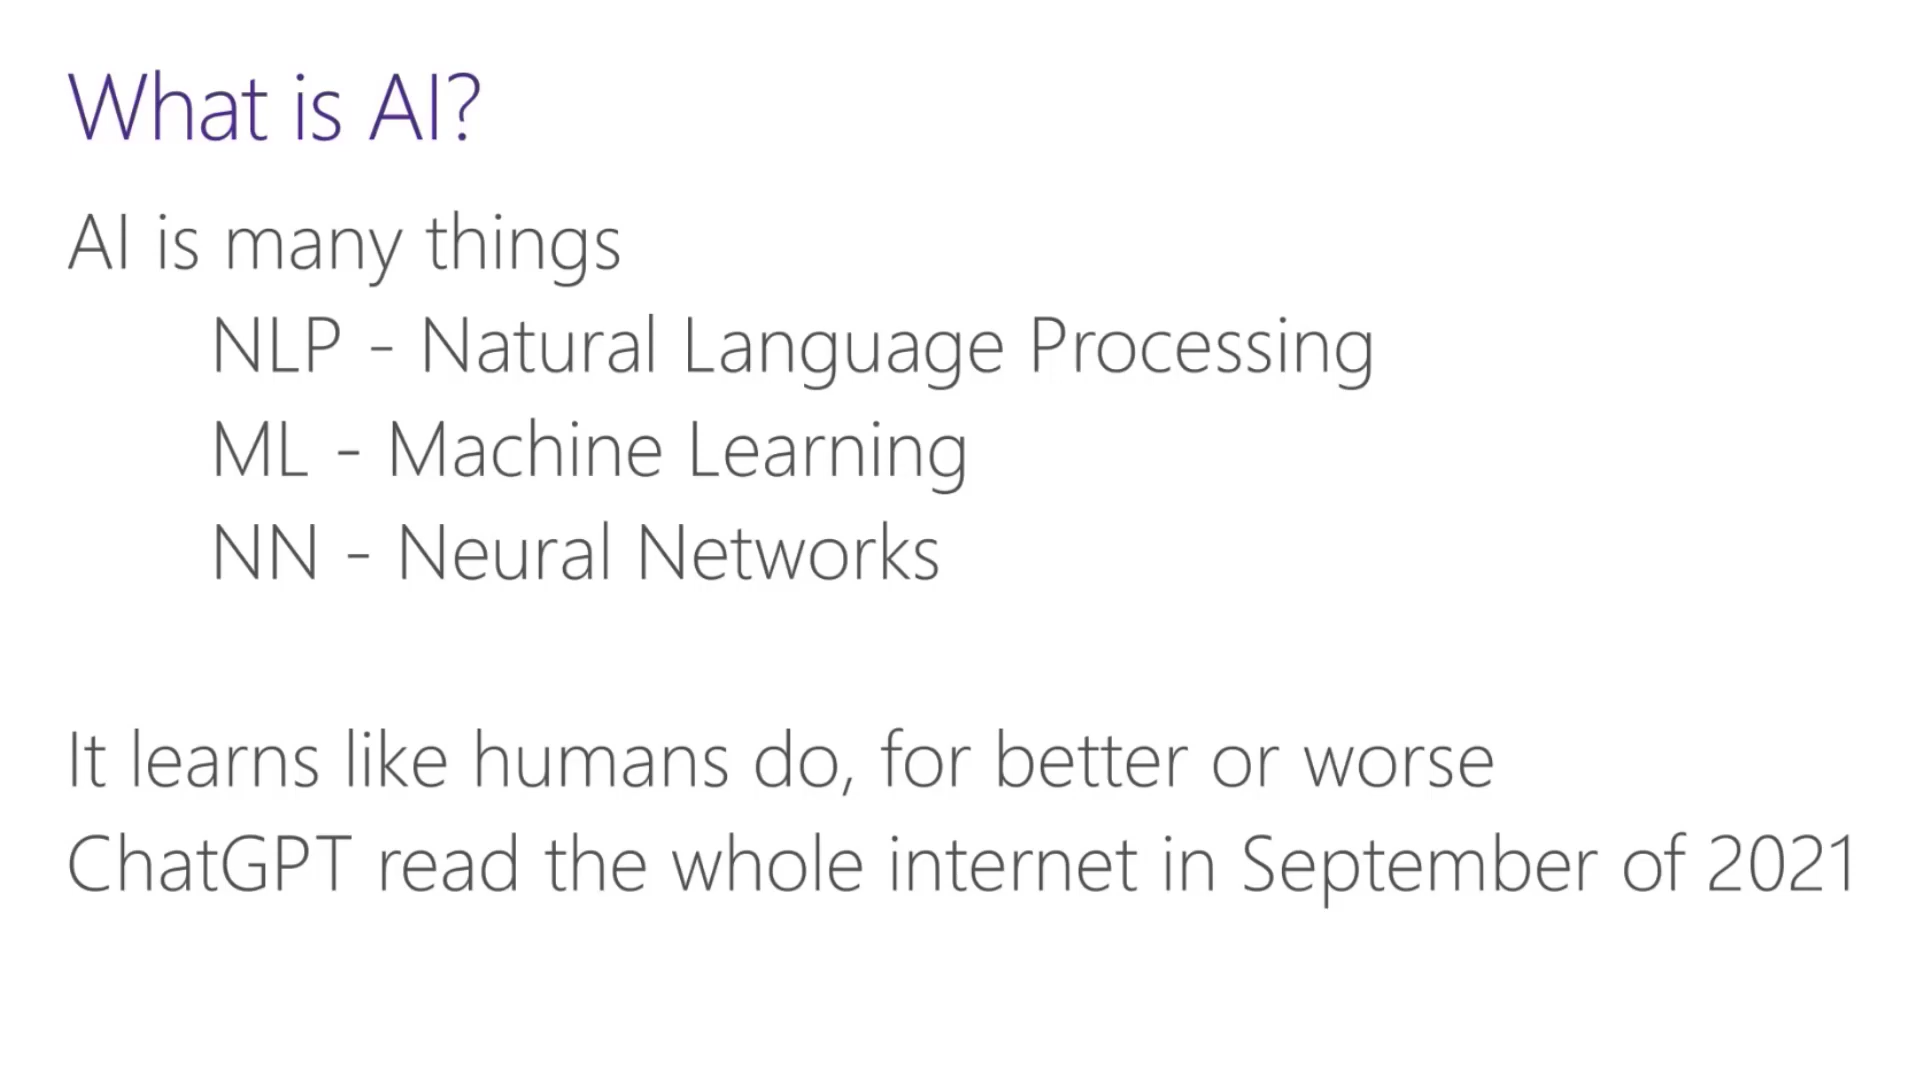 What is AI?
AI is many things
NLP - Natural Language Processing
ML - Machine Learning
NN - Neural Networks
It learns like humans do, for better or worse
ChatGPT read the whole internet in September of 2021